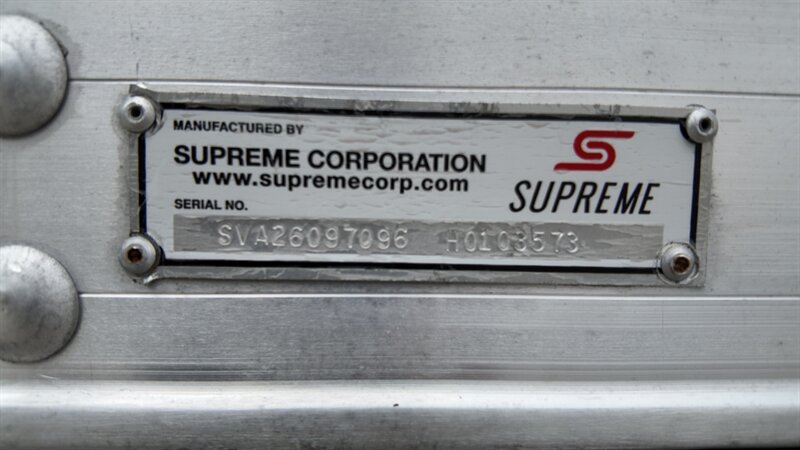 MANUFACTURED BY
SUPREME CORPORATION
www.supremecorp.com
SERIAL NO.
SVA26097096 H0103573
SUPREME